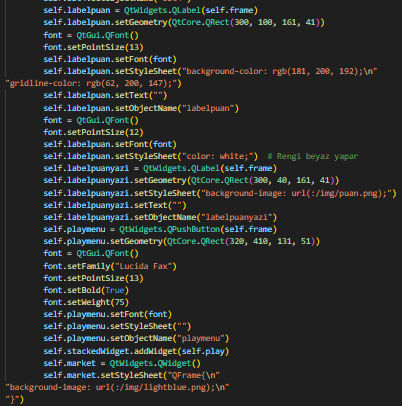 self.labelpuan = QtWidgets.QLabel(self.frame)
self.labelpuan.setGeometry(QtCore.QRect(300, 100, 161, 41))
font = QtGui.QFont()
font.setPointSize(13)
self.labelpuan.setFont(font)
self.labelpuan.setStyleSheet("background-color: rgb(181, 200, 192);\n"
"gridline-color: rgb(62, 200, 147);")
self.labelpuan.setText("")
self.labelpuan.setObjectName("labelpuan")
font = QtGui.QFont()
font.setPointSize(12)
self.labelpuan.setFont(font)
self.labelpuan.setStyleSheet("color: white;")  # Rengi beyaz yapar
self.labelpuanyazi = QtWidgets.QLabel(self.frame)
self.labelpuanyazi.setGeometry(QtCore.QRect(300, 40, 161, 41))
self.labelpuanyazi.setStyleSheet("background-image: url(:/img/puan.png);")
self.labelpuanyazi.setText("")
self.labelpuanyazi.setObjectName("labelpuanyazi")
self.playmenu = QtWidgets.QPushButton(self.frame)
self.playmenu.setGeometry(QtCore.QRect(320, 410, 131, 51))
font = QtGui.QFont()
font.setFamily("Lucida Fax")
font.setPointSize(13)
font.setBold(True)
font.setWeight(75)
self.playmenu.setFont(font)
self.playmenu.setStyleSheet("")
self.playmenu.setObjectName("playmenu")
self.stackedWidget.addWidget(self.play)
self.market = QtWidgets.QWidget()
self.market.setStyleSheet("QFrame{\n"
"background-image: url(:/img/lightblue.png);\n"
"}")